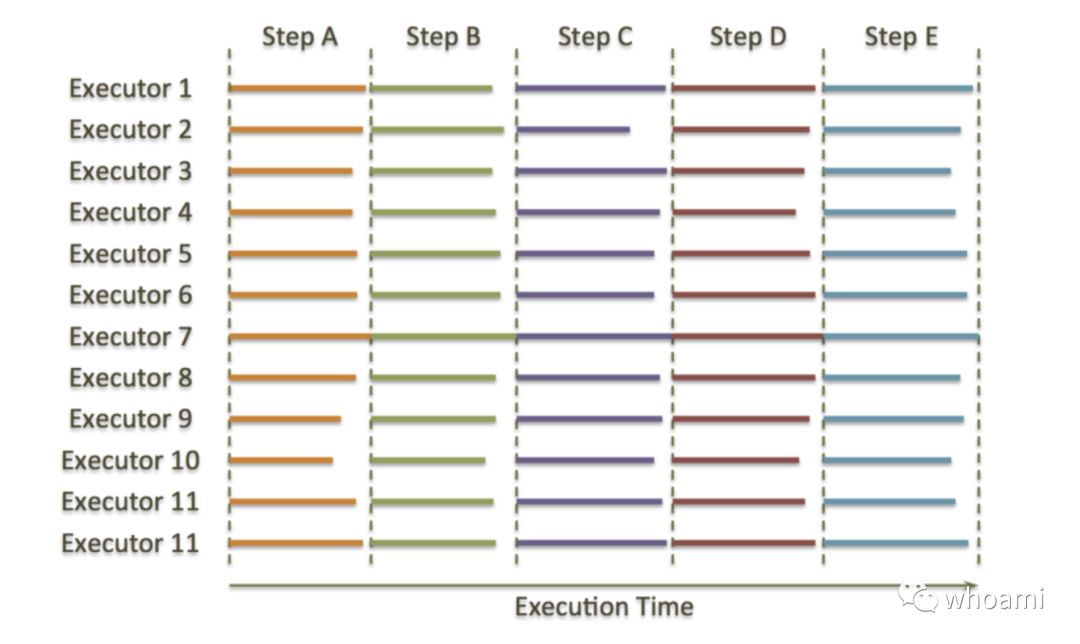 Step A Step B Step C Step D Step E
Executor 1
Executor 2
Executor 3
Executor 4
Executor 5
Executor 6
Executor 7
Executor 8
Executor 9
Executor 10
Executor 11
Executor 11
Execution Time
whoami